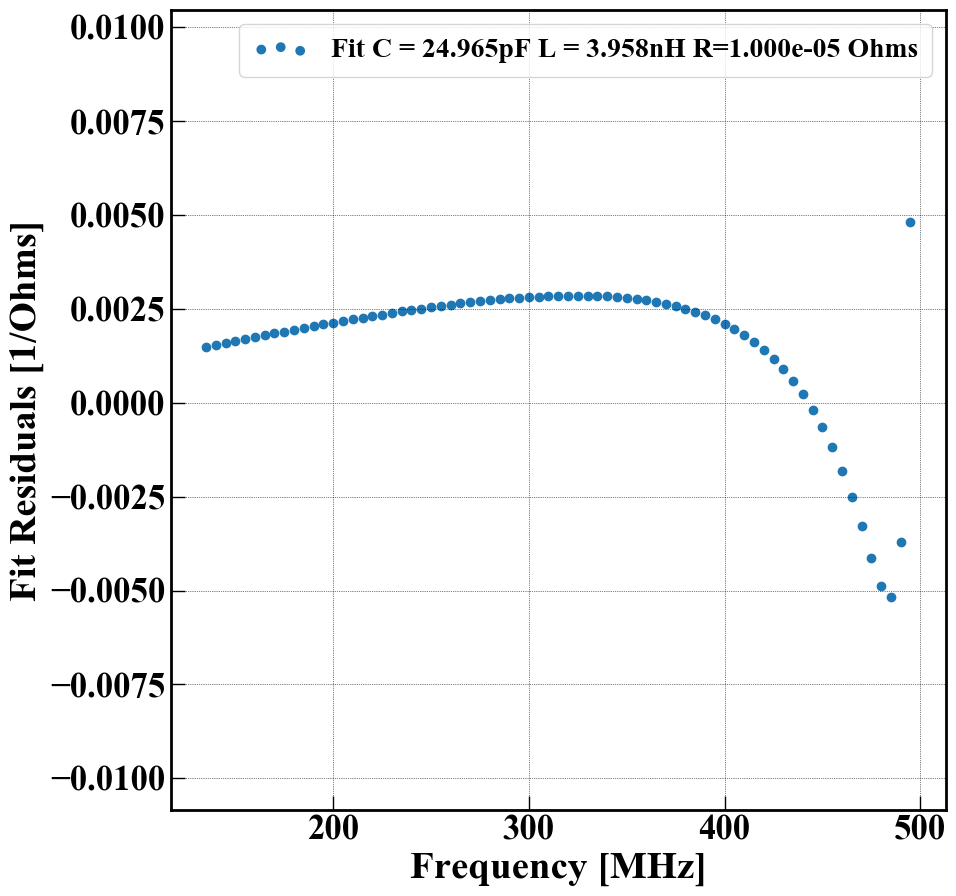 Fit C = 24.965pF L = 3.958nH R=1.000e-05 Ohms
0.0100
0.0075
0.0050
0.0025
0.0000
−0.0025
−0.0050
−0.0075
−0.0100
Fit Residuals [1/Ohms]
200 300 400 500
Frequency [MHz]